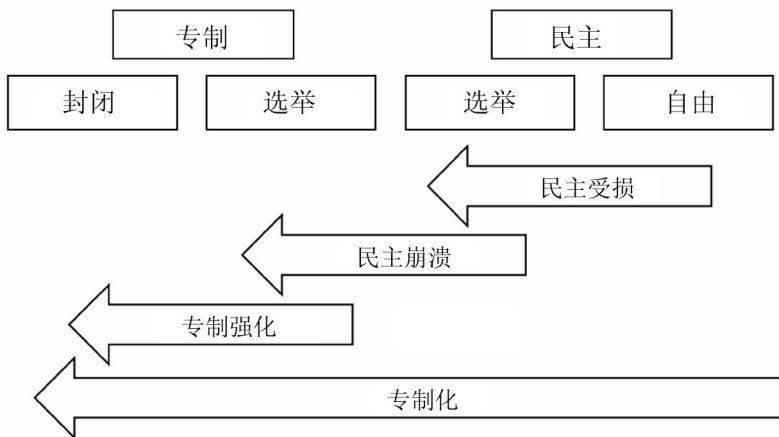 专制 民主
封闭 选举 选举 自由
民主受损
民主崩溃
专制强化
专制化